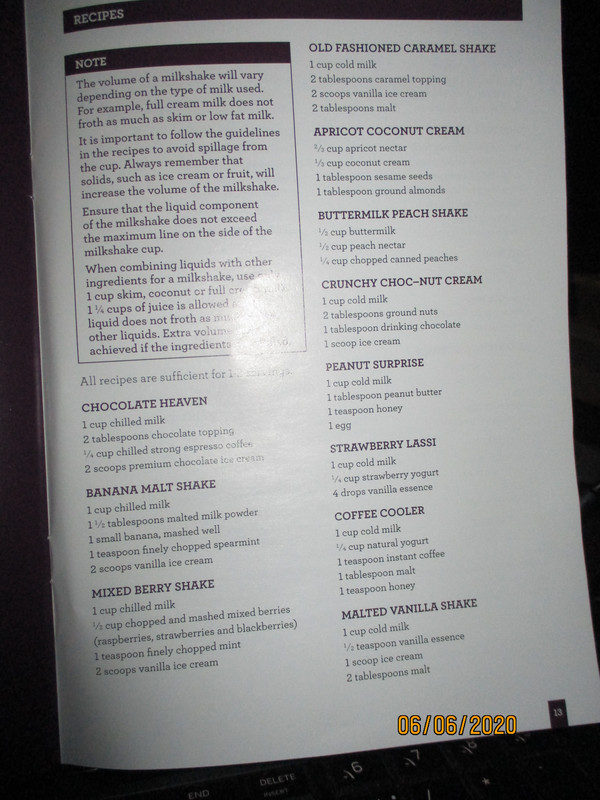 RECIPES
NOTE
The volume of a milkshake will vary
depending on the type of milk used.
For example, full cream milk does not
froth as much as skim or low fat milk.
It is important to follow the guidelines
in the recipes to avoid spillage from
the cup. Always remember that
solids, such as ice cream or fruit, will
increase the volume of the milkshake.
Ensure that the liquid component
of the milkshake does not exceed
the maximum line on the side of the
milkshake cup.
When combining liquids with other
ingredients for a milkshake, use
1 cup skim, coconut or full
1 ¼ cups of juice is allowed
liquid does not froth as
other liquids. Extra
achieved if the ingredients
All recipes are sufficient for 1-2 servings.
CHOCOLATE HEAVEN
1 cup chilled milk
2 tablespoons chocolate topping
¼ cup chilled strong espresso coffee
2 scoops premium chocolate ice cream
BANANA MALT SHAKE
1 cup chilled milk
1 ½ tablespoons malted milk powder
1 small banana, mashed well
1 teaspoon finely chopped spearmint
2 scoops vanilla ice cream
MIXED BERRY SHAKE
1 cup chilled milk
½ cup chopped and mashed mixed berries
(raspberries, strawberries and blackberries)
1 teaspoon finely chopped mint
2 scoops vanilla ice cream
OLD FASHIONED CARAMEL SHAKE
1 cup cold milk
2 tablespoons caramel topping
2 scoops vanilla ice cream
2 tablespoons malt
APRICOT COCONUT CREAM
cup apricot nectar
cup coconut cream
1 tablespoon sesame seeds
1 tablespoon ground almonds
BUTTERMILK PEACH SHAKE
½ cup buttermilk
cup peach nectar
¼ cup chopped canned peaches
CRUNCHY CHOC–NUT CREAM
1 cup cold milk
2 tablespoons ground nuts
1 tablespoon drinking chocolate
1 scoop ice cream
PEANUT SURPRISE
1 cup cold milk
1 tablespoon peanut butter
1 teaspoon honey
1 egg
STRAWBERRY LASSI
1 cup cold milk
¼ cup strawberry yogurt
4 drops vanilla essence
COFFEE COOLER
1 cup cold milk
¼ cup natural yogurt
1 teaspoon instant coffee
1 tablespoon malt
1 teaspoon honey
MALTED VANILLA SHAKE
1 cup cold milk
½ teaspoon vanilla essence
1 scoop ice cream
2 tablespoons malt
13
06/06/2020
END
DELETE
INSERT